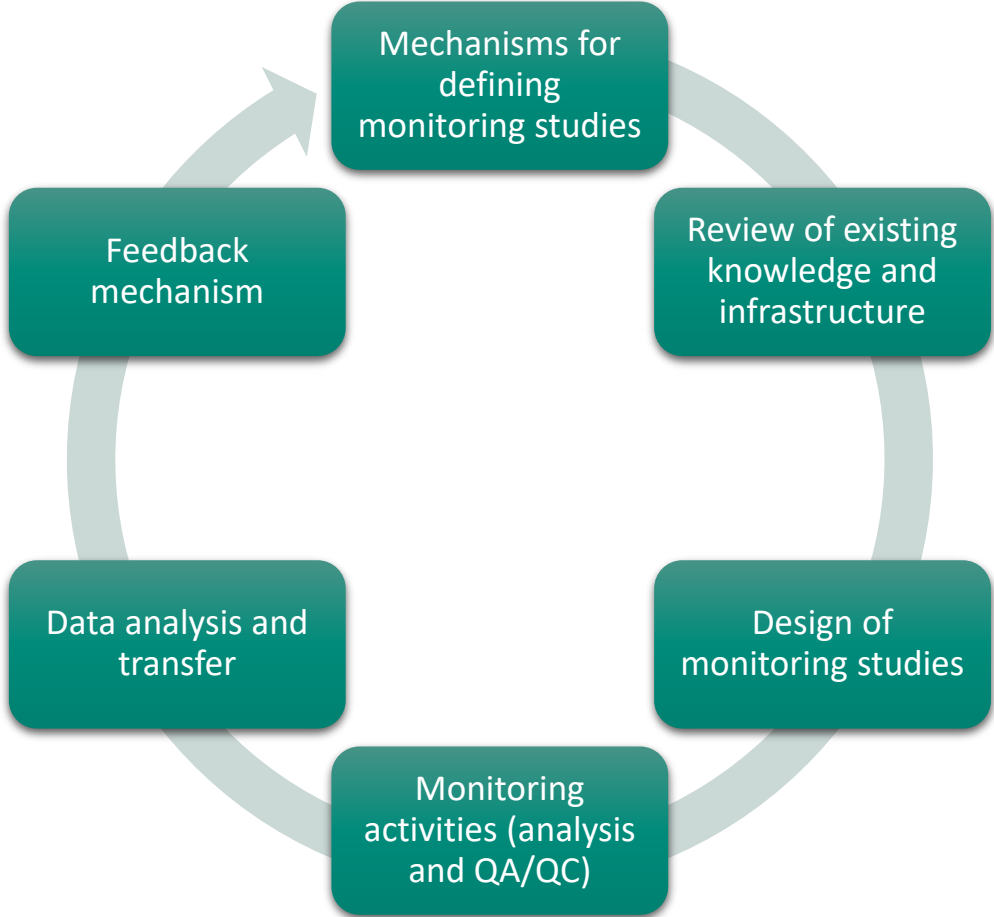 Mechanisms for
defining
monitoring studies
Review of existing
knowledge and
infrastructure
Design of
monitoring studies
Monitoring
activities (analysis
and QA/QC)
Data analysis and
transfer
Feedback
mechanism